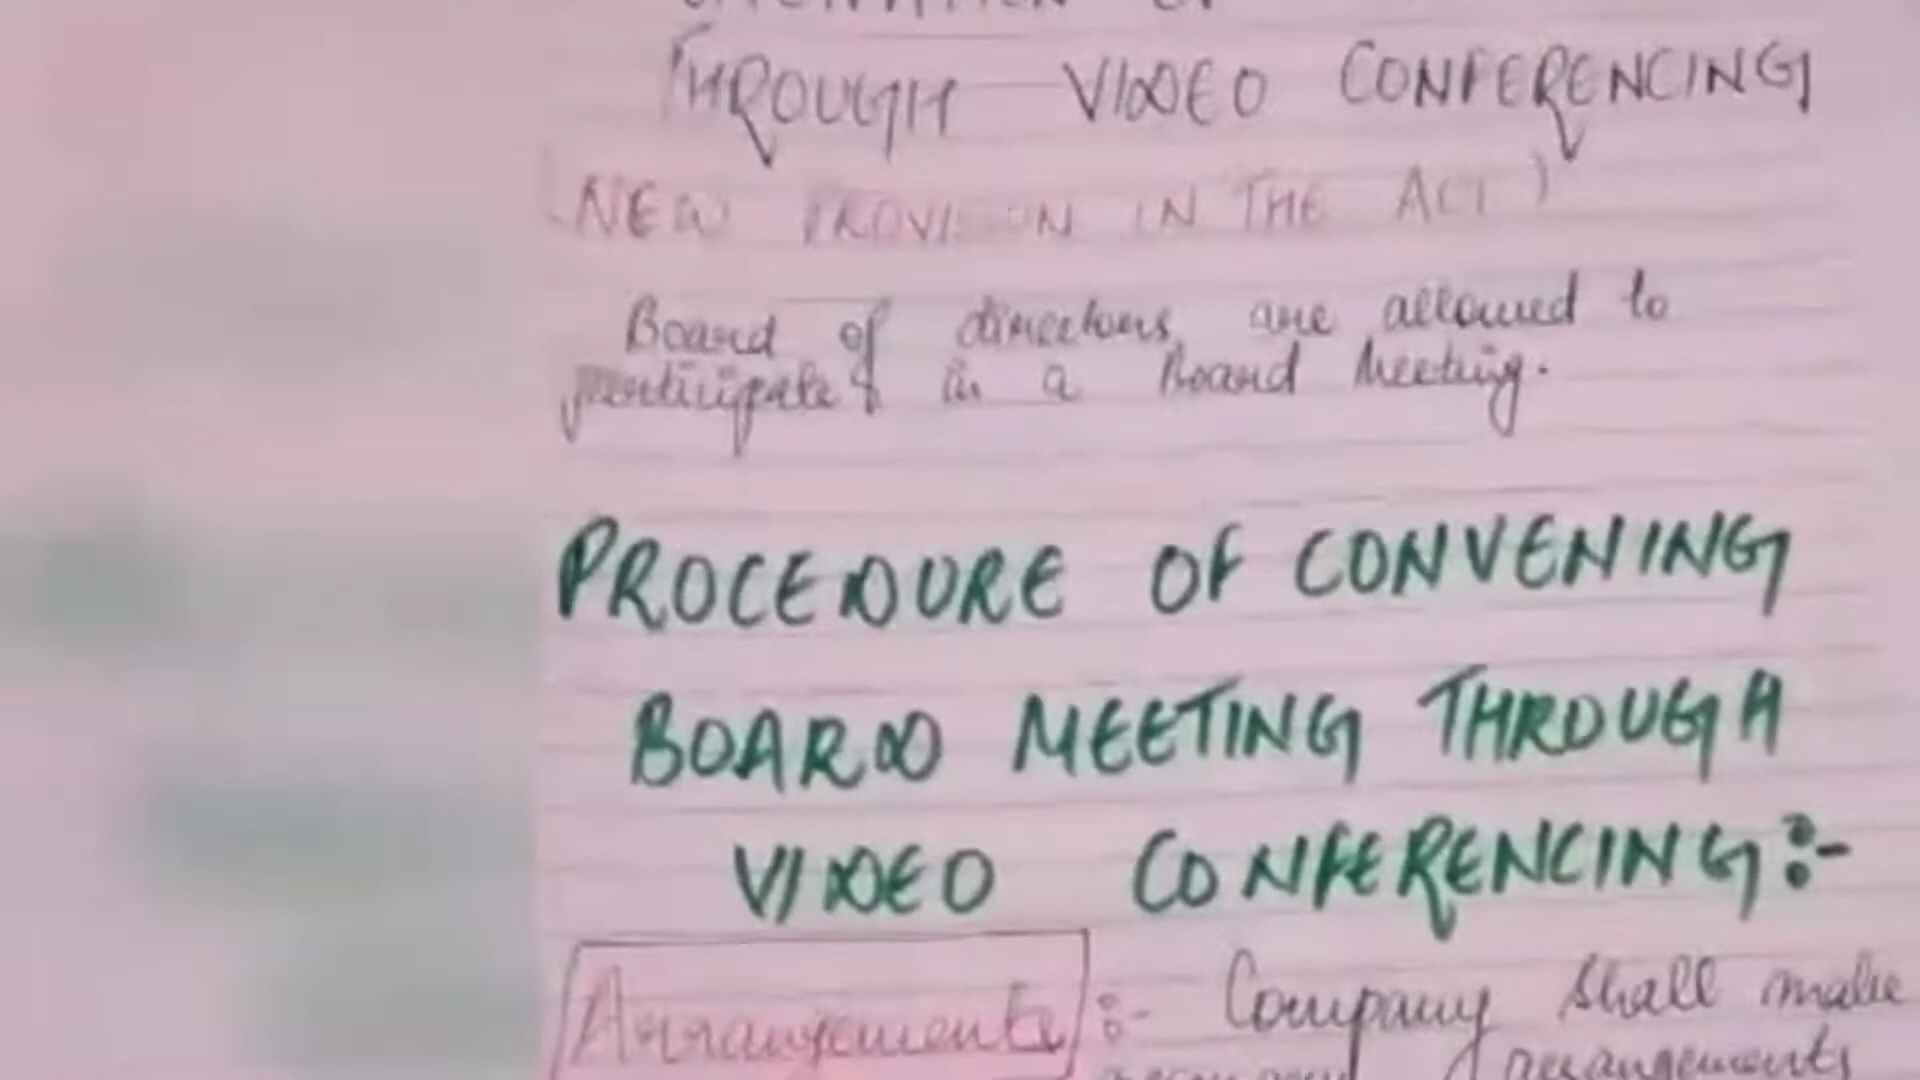 THROUGH VIDEO CONFERENCING
NEW PROVISION IN THE ACT)
Board of directors are allowed to
participate in a Board Meeting.
PROCEDURE OF CONVENING
BOARD MEETING THROUGH
VIDEO CONFERENCING:-
Arrangements :- Company shall make
arrangements